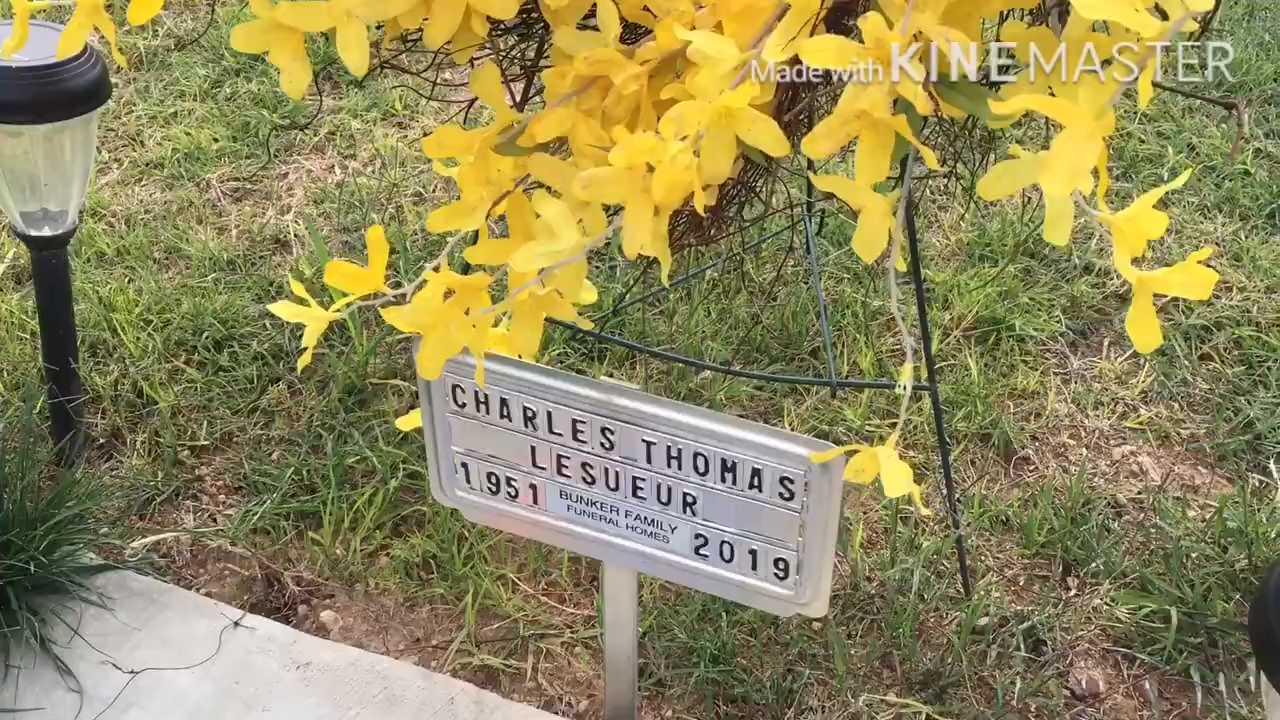 Made with KINEMASTER
CHARLES THOMAS
LESUEUR
1951 BUNKER FAMILY
FUNERAL HOMES 2019